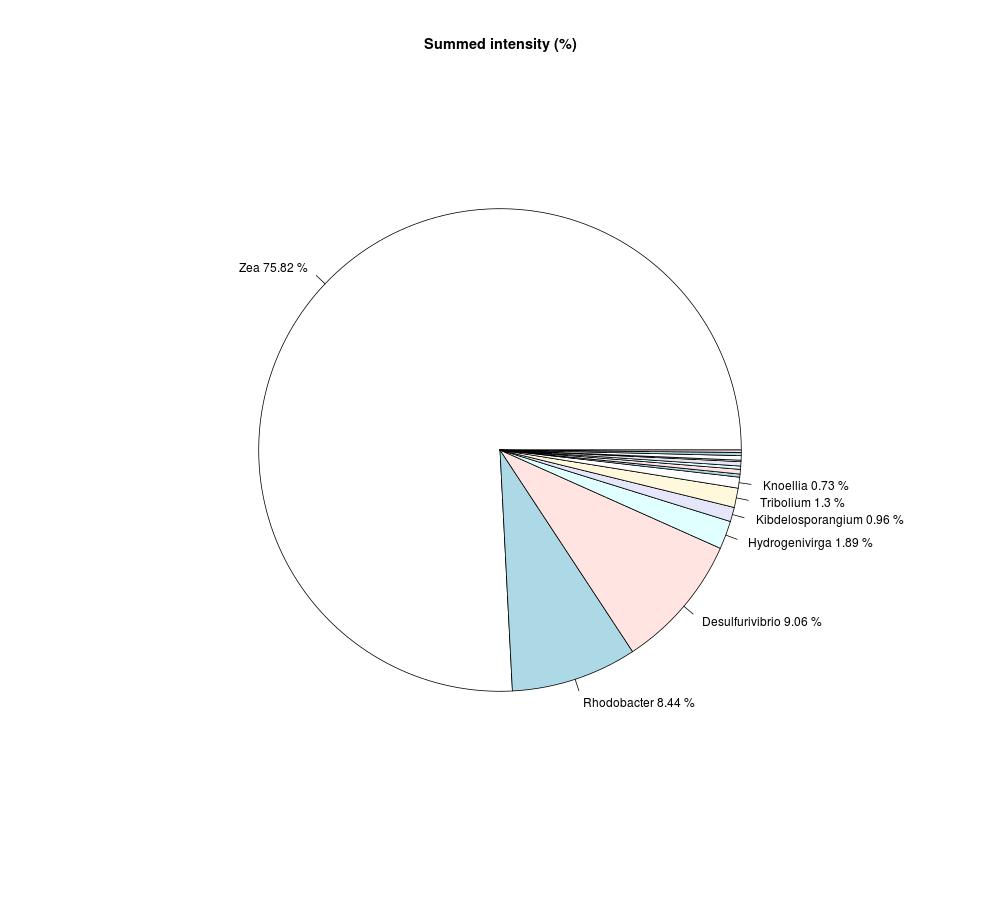 Summed intensity (%)
Zea 75.82 %
Knoellia 0.73 %
Tribolium 1.3 %
Kibdelosporangium 0.96 %
Hydrogenivirga 1.89 %
Desulfurivibrio 9.06 %
Rhodobacter 8.44 %